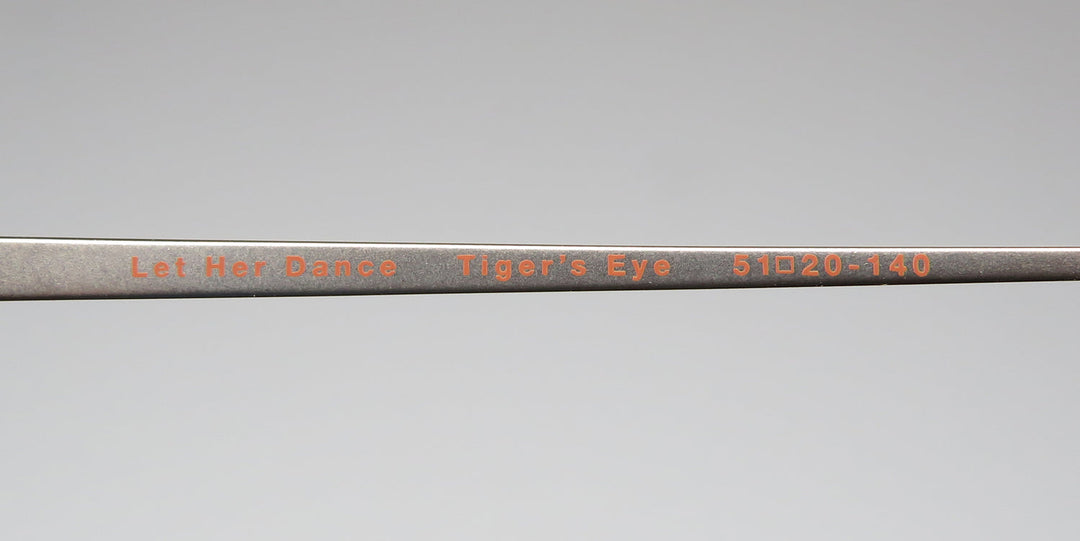 Let Her Dance Tiger's Eye 51□20-140